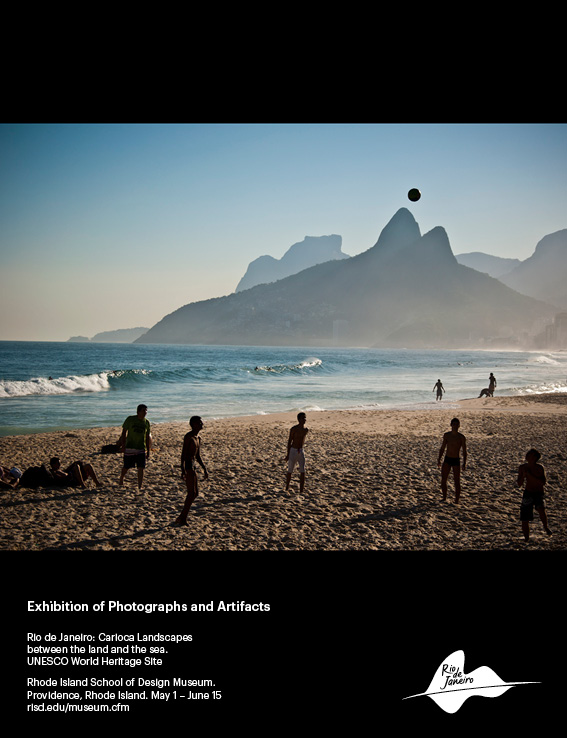 Exhibition of Photographs and Artifacts
Rio de Janeiro: Carioca Landscapes
between the land and the sea.
UNESCO World Heritage Site
Rhode Island School of Design Museum.
Providence, Rhode Island. May 1 – June 15
risd.edu/museum.cfm
Rio
de
Janeiro